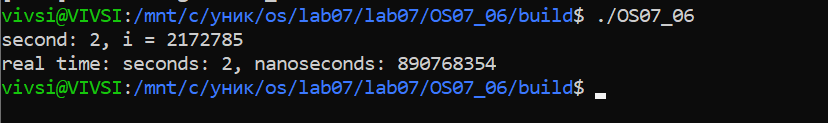 vivsi@VIVSI:/mnt/c/уник/os/lab07/lab07/OS07_06/build$ ./OS07_06
second: 2, i = 2172785
real time: seconds: 2, nanoseconds: 890768354
vivsi@VIVSI:/mnt/c/уник/os/lab07/lab07/OS07_06/build$